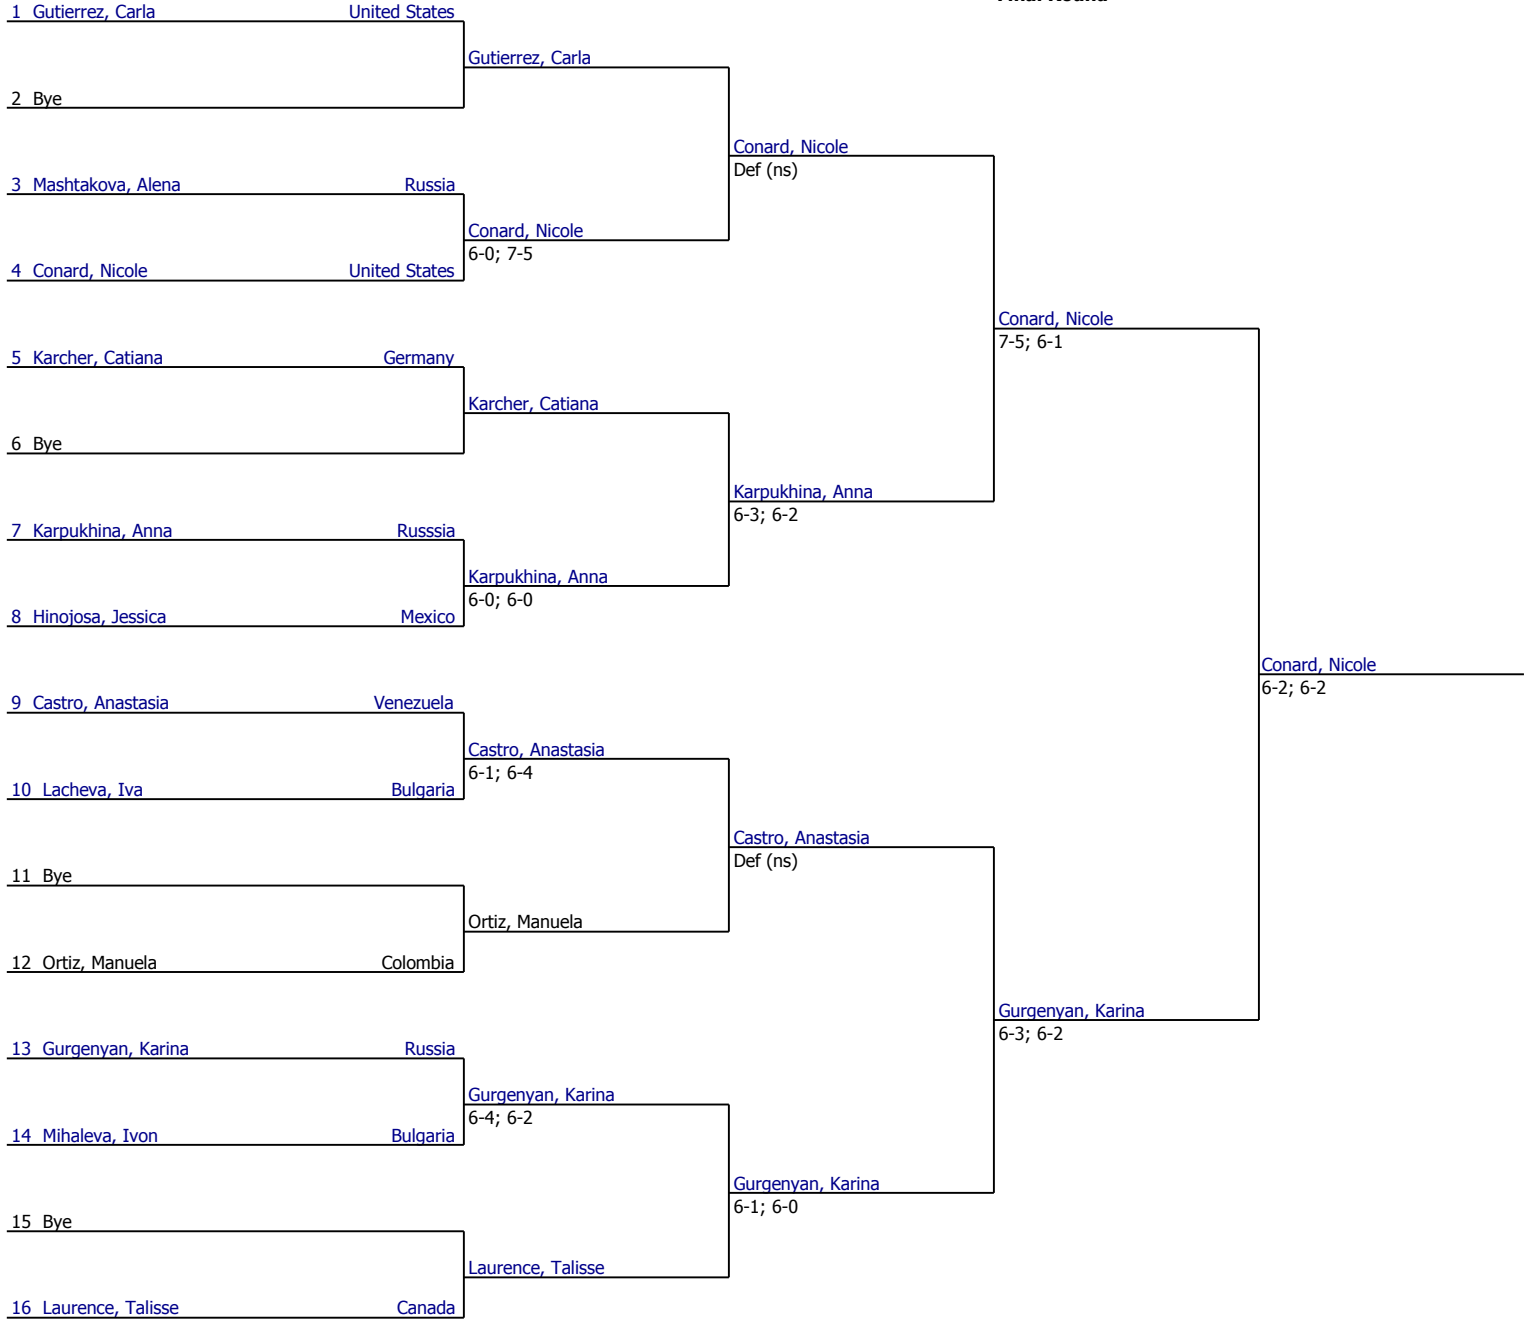 1 Gutierrez, Carla United States
Gutierrez, Carla
2 Bye
Conard, Nicole
Def (ns)
3 Mashtakova, Alena Russia
Conard, Nicole
6-0; 7-5
4 Conard, Nicole United States
Conard, Nicole
7-5; 6-1
5 Karcher, Catiana Germany
Karcher, Catiana
6 Bye
Karpukhina, Anna
6-3; 6-2
7 Karpukhina, Anna Russsia
Karpukhina, Anna
6-0; 6-0
8 Hinojosa, Jessica Mexico
Conard, Nicole
6-2; 6-2
9 Castro, Anastasia Venezuela
Castro, Anastasia
6-1; 6-4
10 Lacheva, Iva Bulgaria
Castro, Anastasia
Def (ns)
11 Bye
Ortiz, Manuela
12 Ortiz, Manuela Colombia
Gurgenyan, Karina
6-3; 6-2
13 Gurgenyan, Karina Russia
Gurgenyan, Karina
6-4; 6-2
14 Mihaleva, Ivon Bulgaria
Gurgenyan, Karina
6-1; 6-0
15 Bye
Laurence, Talisse
16 Laurence, Talisse Canada